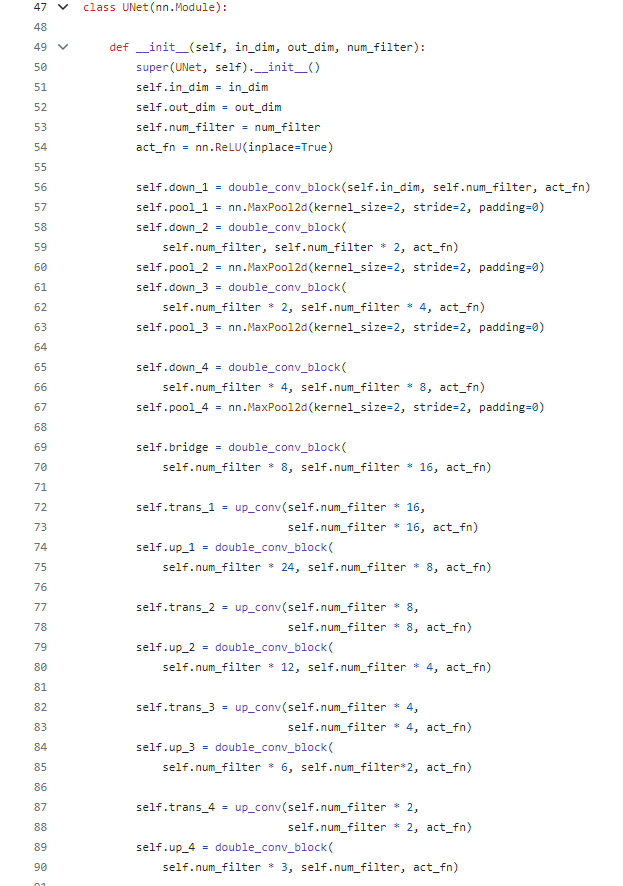 47 class UNet(nn.Module):
48
49 def __init__(self, in_dim, out_dim, num_filter):
50 super(UNet, self).__init__()
51 self.in_dim = in_dim
52 self.out_dim = out_dim
53 self.num_filter = num_filter
54 act_fn = nn.ReLU(inplace=True)
55
56 self.down_1 = double_conv_block(self.in_dim, self.num_filter, act_fn)
57 self.pool_1 = nn.MaxPool2d(kernel_size=2, stride=2, padding=0)
58 self.down_2 = double_conv_block(
59 self.num_filter, self.num_filter * 2, act_fn)
60 self.pool_2 = nn.MaxPool2d(kernel_size=2, stride=2, padding=0)
61 self.down_3 = double_conv_block(
62 self.num_filter * 2, self.num_filter * 4, act_fn)
63 self.pool_3 = nn.MaxPool2d(kernel_size=2, stride=2, padding=0)
64
65 self.down_4 = double_conv_block(
66 self.num_filter * 4, self.num_filter * 8, act_fn)
67 self.pool_4 = nn.MaxPool2d(kernel_size=2, stride=2, padding=0)
68
69 self.bridge = double_conv_block(
70 self.num_filter * 8, self.num_filter * 16, act_fn)
71
72 self.trans_1 = up_conv(self.num_filter * 16,
73 self.num_filter * 16, act_fn)
74 self.up_1 = double_conv_block(
75 self.num_filter * 24, self.num_filter * 8, act_fn)
76
77 self.trans_2 = up_conv(self.num_filter * 8,
78 self.num_filter * 8, act_fn)
79 self.up_2 = double_conv_block(
80 self.num_filter * 12, self.num_filter * 4, act_fn)
81
82 self.trans_3 = up_conv(self.num_filter * 4,
83 self.num_filter * 4, act_fn)
84 self.up_3 = double_conv_block(
85 self.num_filter * 6, self.num_filter*2, act_fn)
86
87 self.trans_4 = up_conv(self.num_filter * 2,
88 self.num_filter * 2, act_fn)
89 self.up_4 = double_conv_block(
90 self.num_filter * 3, self.num_filter, act_fn)